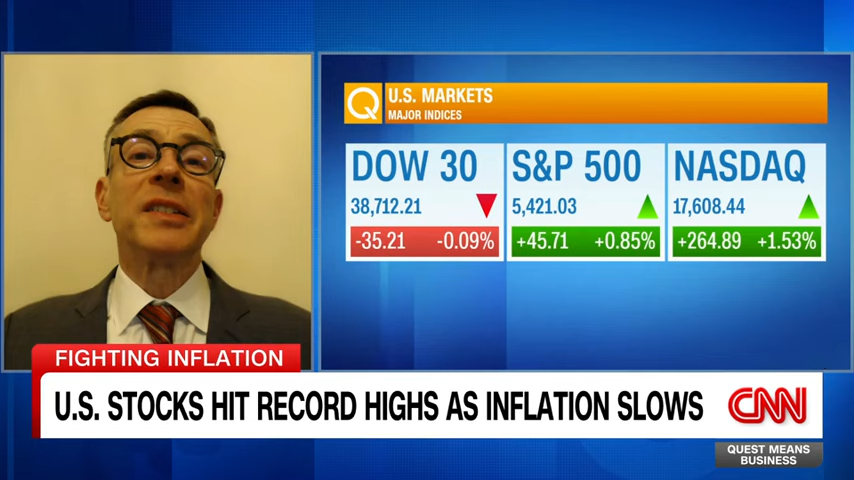 Q U.S. MARKETS
MAJOR INDICES
DOW 30 S&P 500 NASDAQ
38,712.21 5,421.03 17,608.44
-35.21 -0.09% +45.71 +0.85% +264.89 +1.53%
FIGHTING INFLATION
U.S. STOCKS HIT RECORD HIGHS AS INFLATION SLOWS CNN
QUEST MEANS
BUSINESS